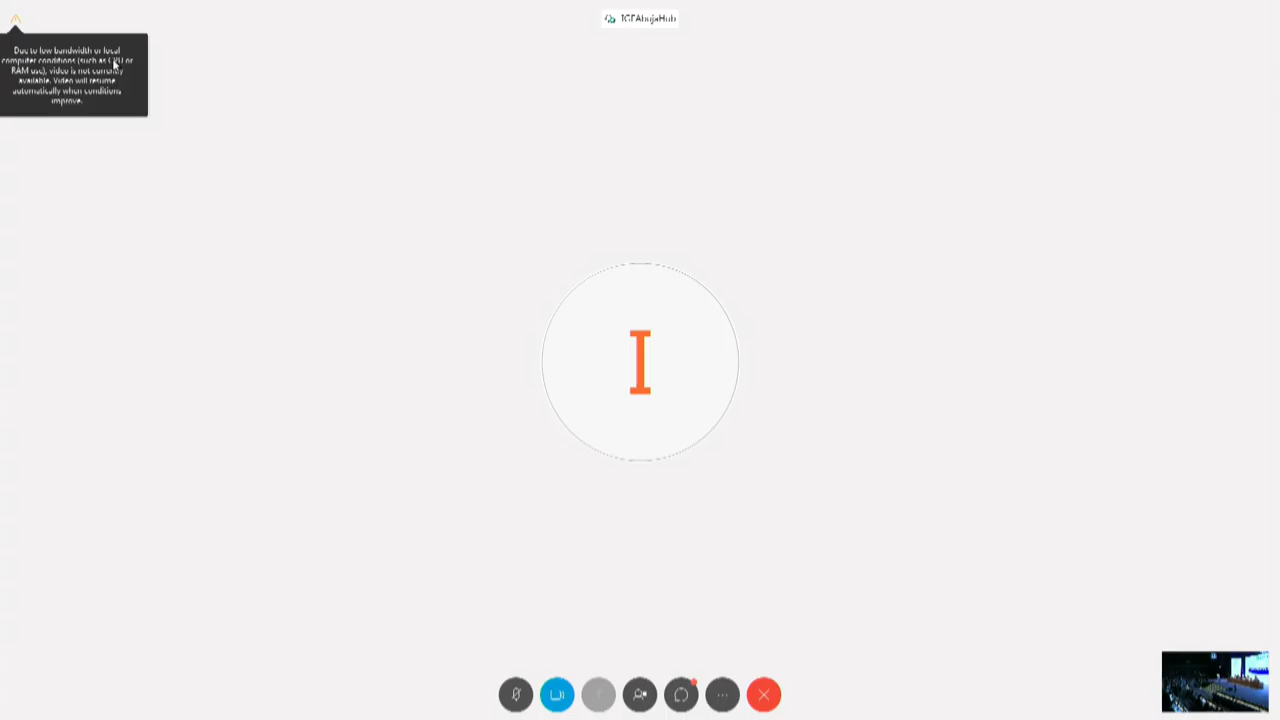 IGFAbujaHub
Due to low bandwidth or local
computer conditions (such as CPU or
RAM use), video is not currently
available. Video will resume
automatically when conditions
improve.
I